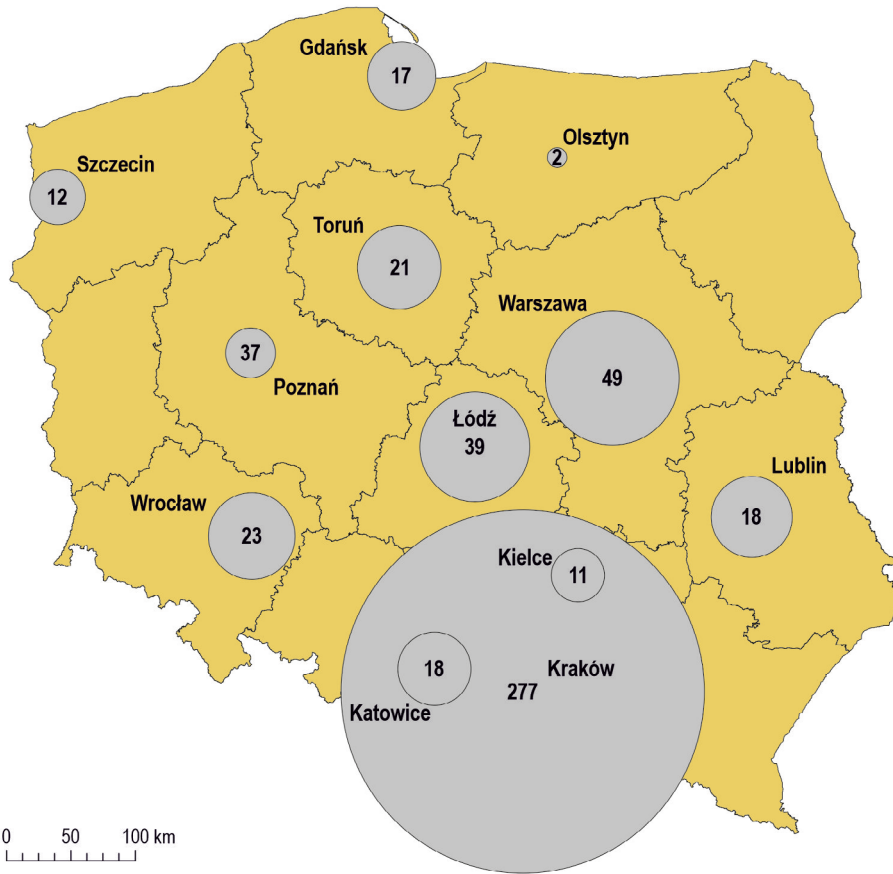 Gdańsk
17
Olsztyn
2
Szczecin
12
Toruń
21
Warszawa
49
37
Poznań
Łódź
39
Lublin
18
Wrocław
23
Kielce
11
Kraków
277
18
Katowice
0 50 100 km